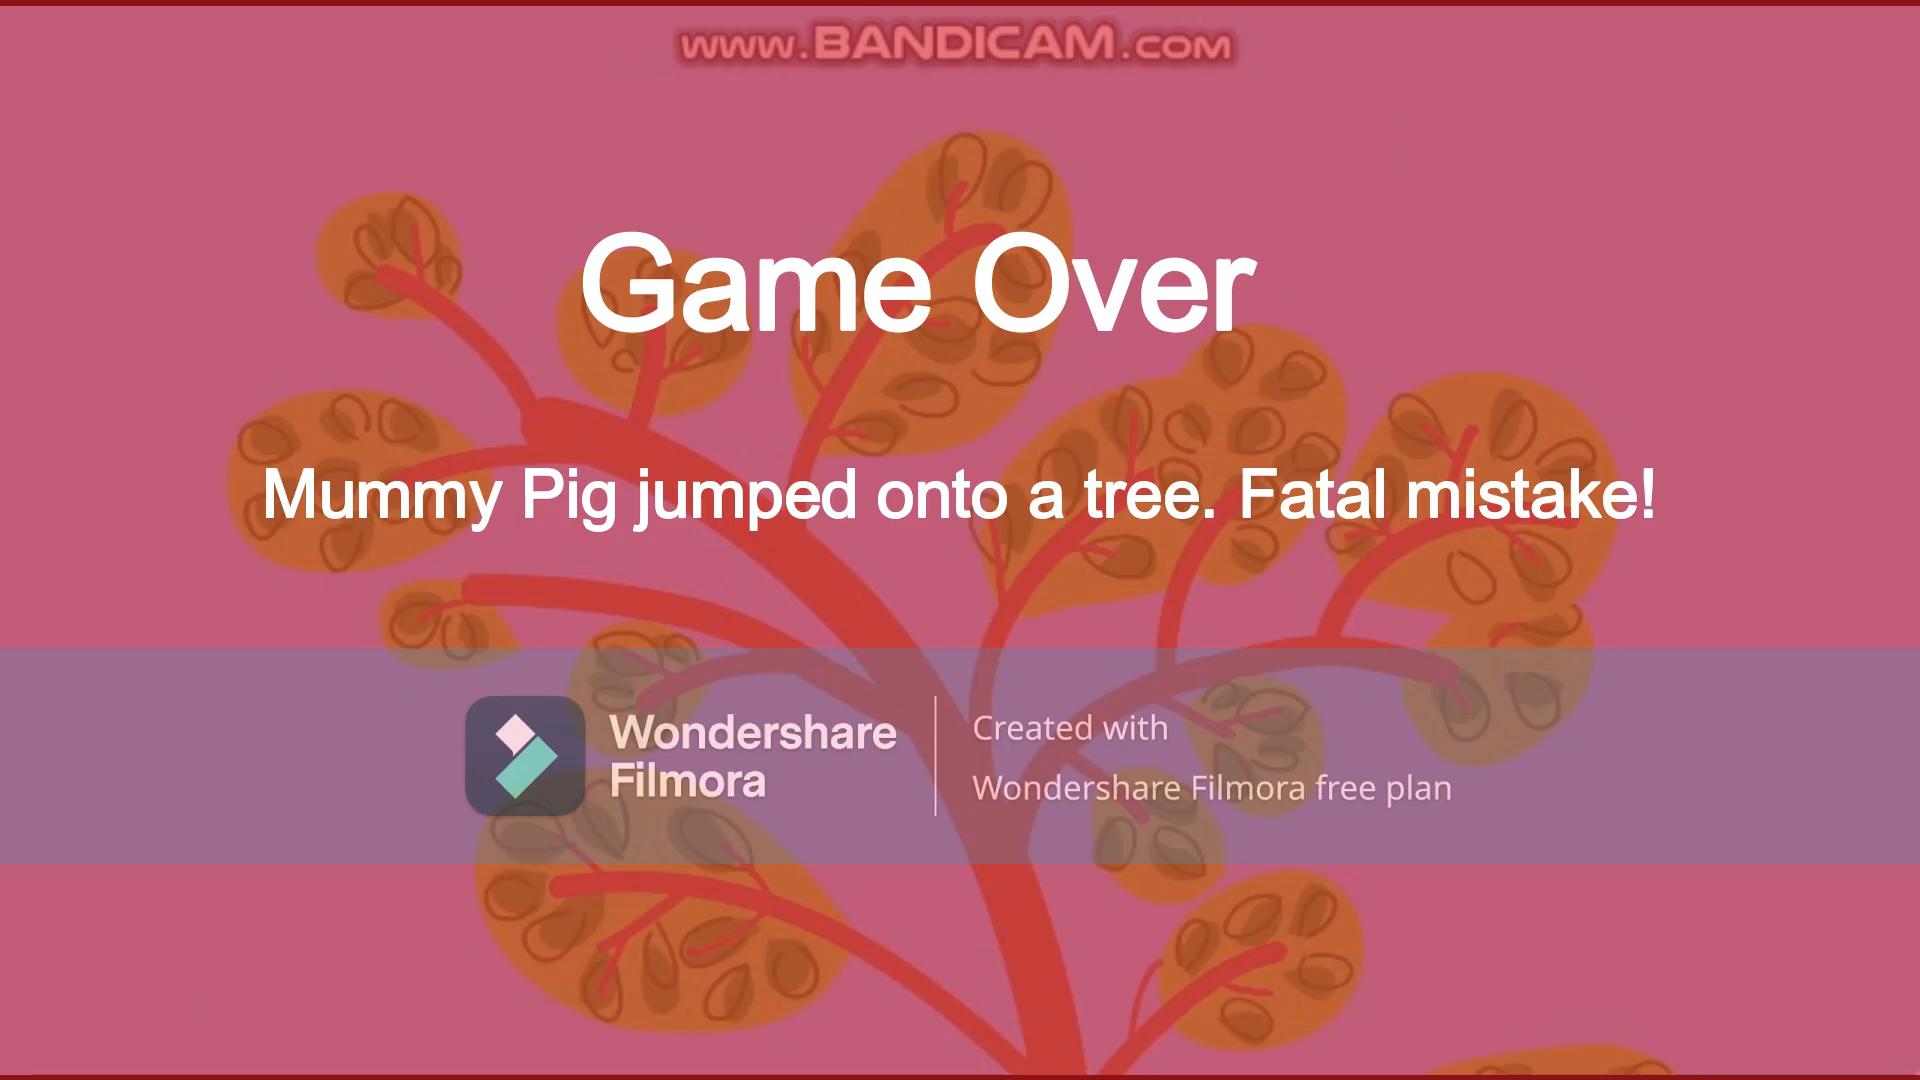 www.BANDICAM.com
Game Over
Mummy Pig jumped onto a tree. Fatal mistake!
Wondershare
Filmora
Created with
Wondershare Filmora free plan